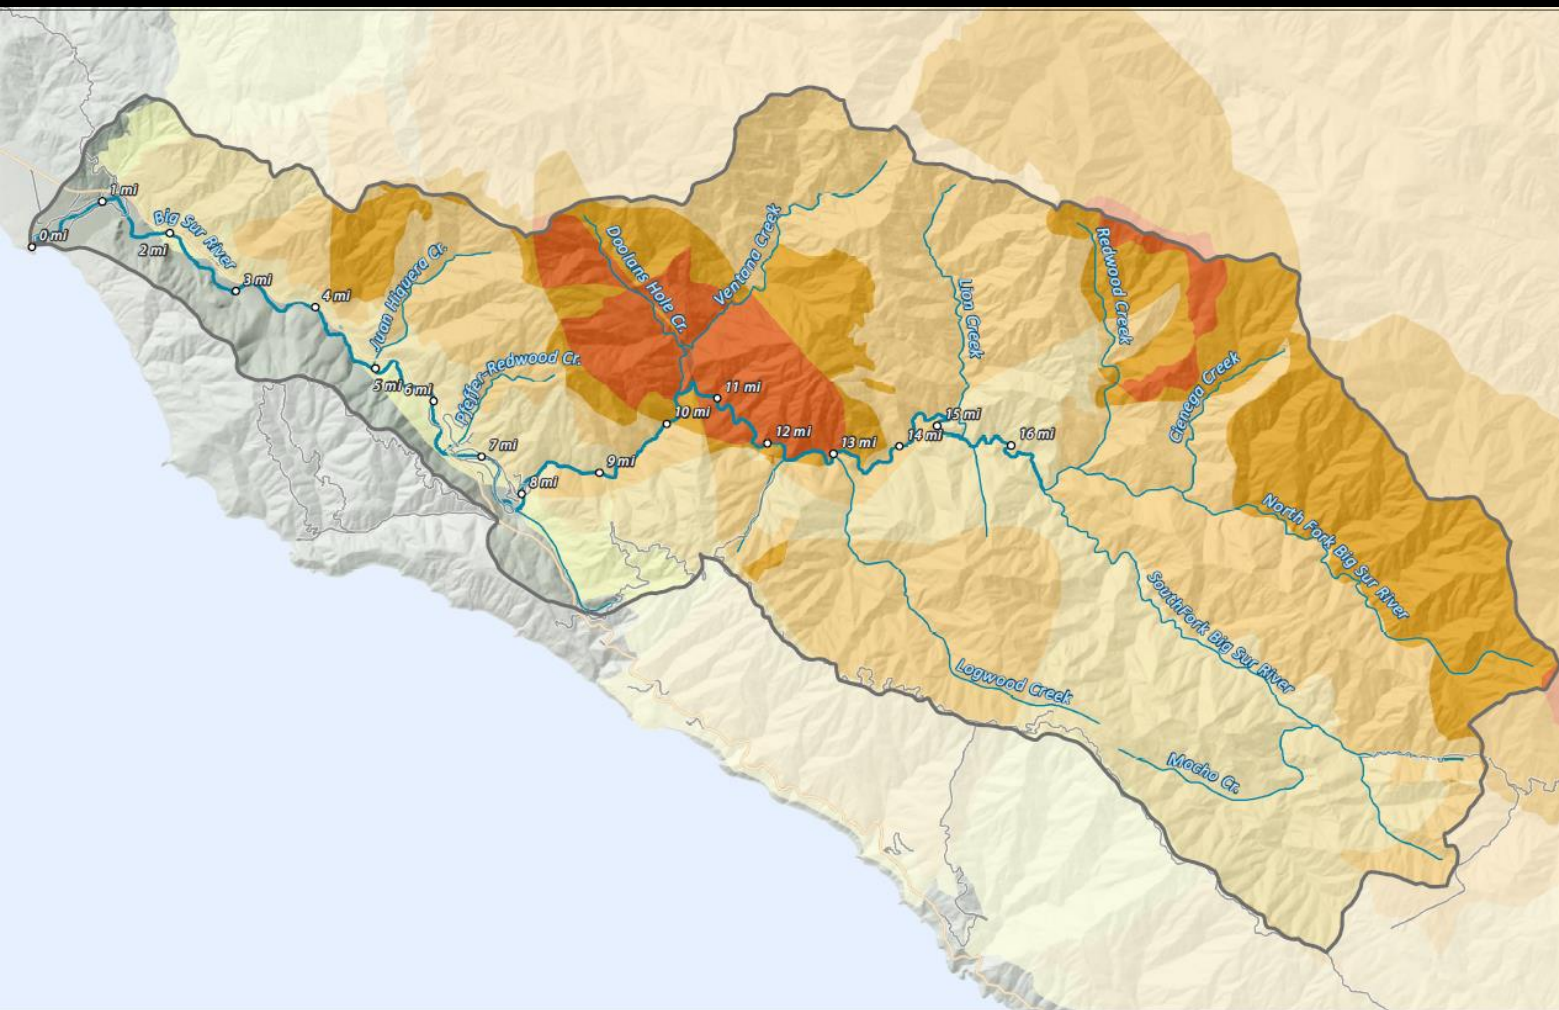 1 mi
0 mi
Big Sur River
2 mi
3 mi
4 mi
Juan Higuera Cr.
5 mi
6 mi
Pfeiffer-Redwood Cr.
7 mi
8 mi
9 mi
10 mi
Doolans Hole Cr.
Ventana Creek
11 mi
12 mi
13 mi
14 mi
15 mi
16 mi
Lion Creek
Redwood Creek
Cienega Creek
North Fork Big Sur River
SouthFork Big Sur River
Logwood Creek
Mocho Cr.